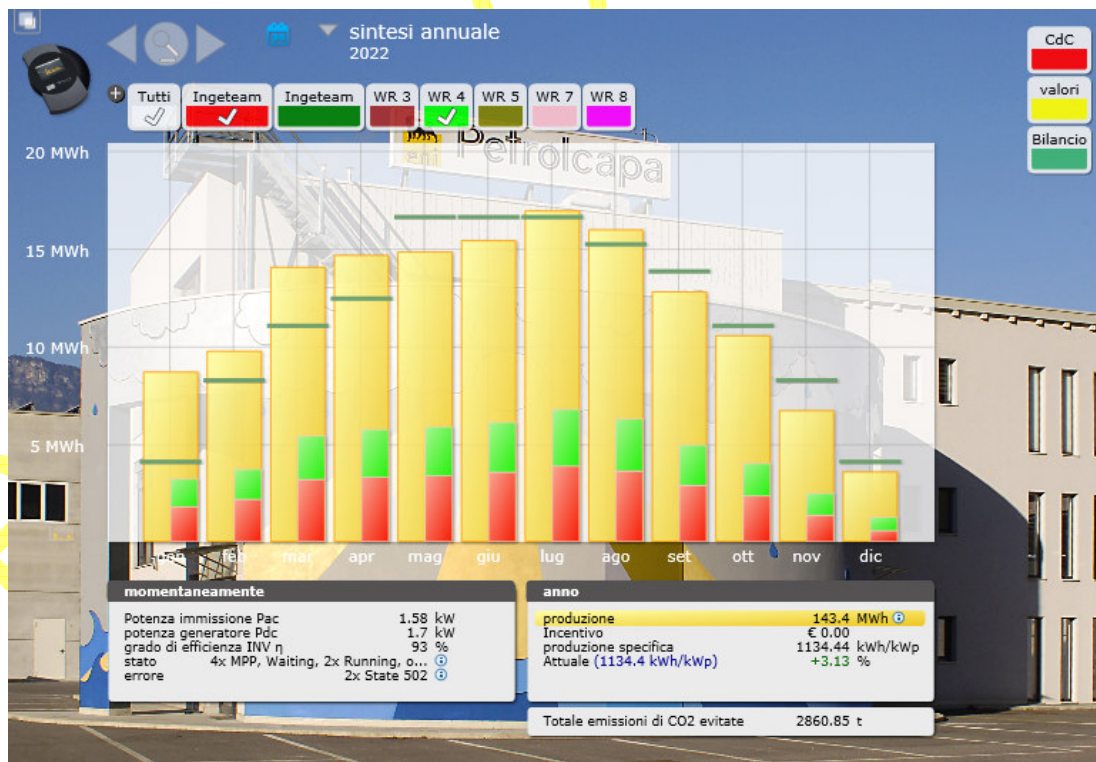 sintesi annuale
2022
CdC
valori
Bilancio
Tutti Ingeteam Ingeteam WR 3 WR 4 WR 5 WR 7 WR 8
eni Petrolcapa
20 MWh
15 MWh
10 MWh
5 MWh
gen feb mar apr mag giu lug ago set ott nov dic
momentaneamente
Potenza immissione Pac 1.58 kW
potenza generatore Pdc 1.7 kW
grado di efficienza INV η 93 %
stato 4x MPP, Waiting, 2x Running, o...
errore 2x State 502
anno
produzione 143.4 MWh
Incentivo € 0.00
produzione specifica 1134.44 kWh/kWp
Attuale (1134.4 kWh/kWp) +3.13 %
Totale emissioni di CO2 evitate 2860.85 t